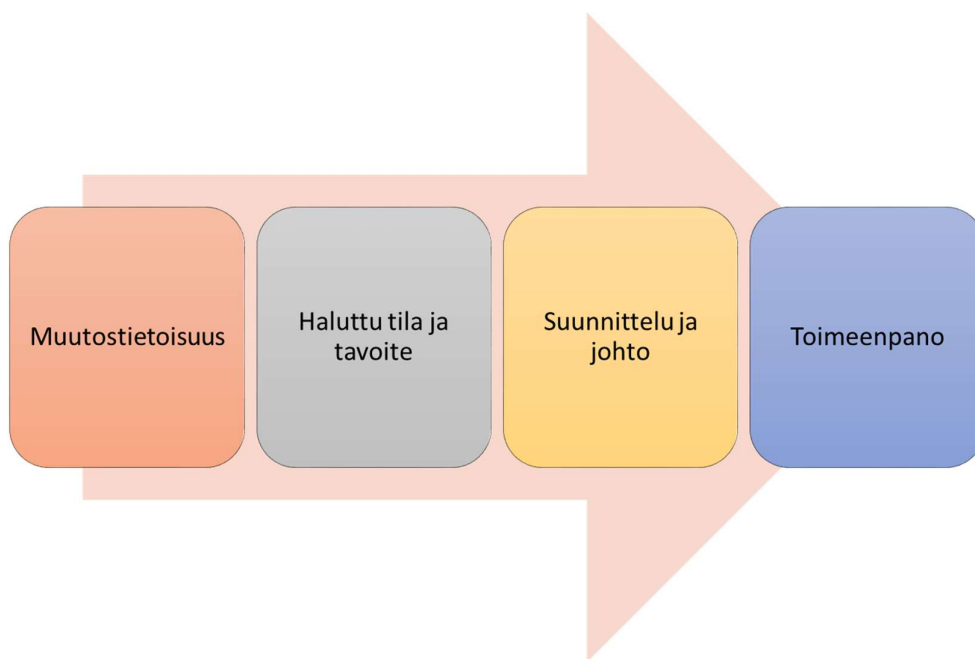 Muutostietoisuus
Haluttu tila ja
tavoite
Suunnittelu ja
johto
Toimeenpano